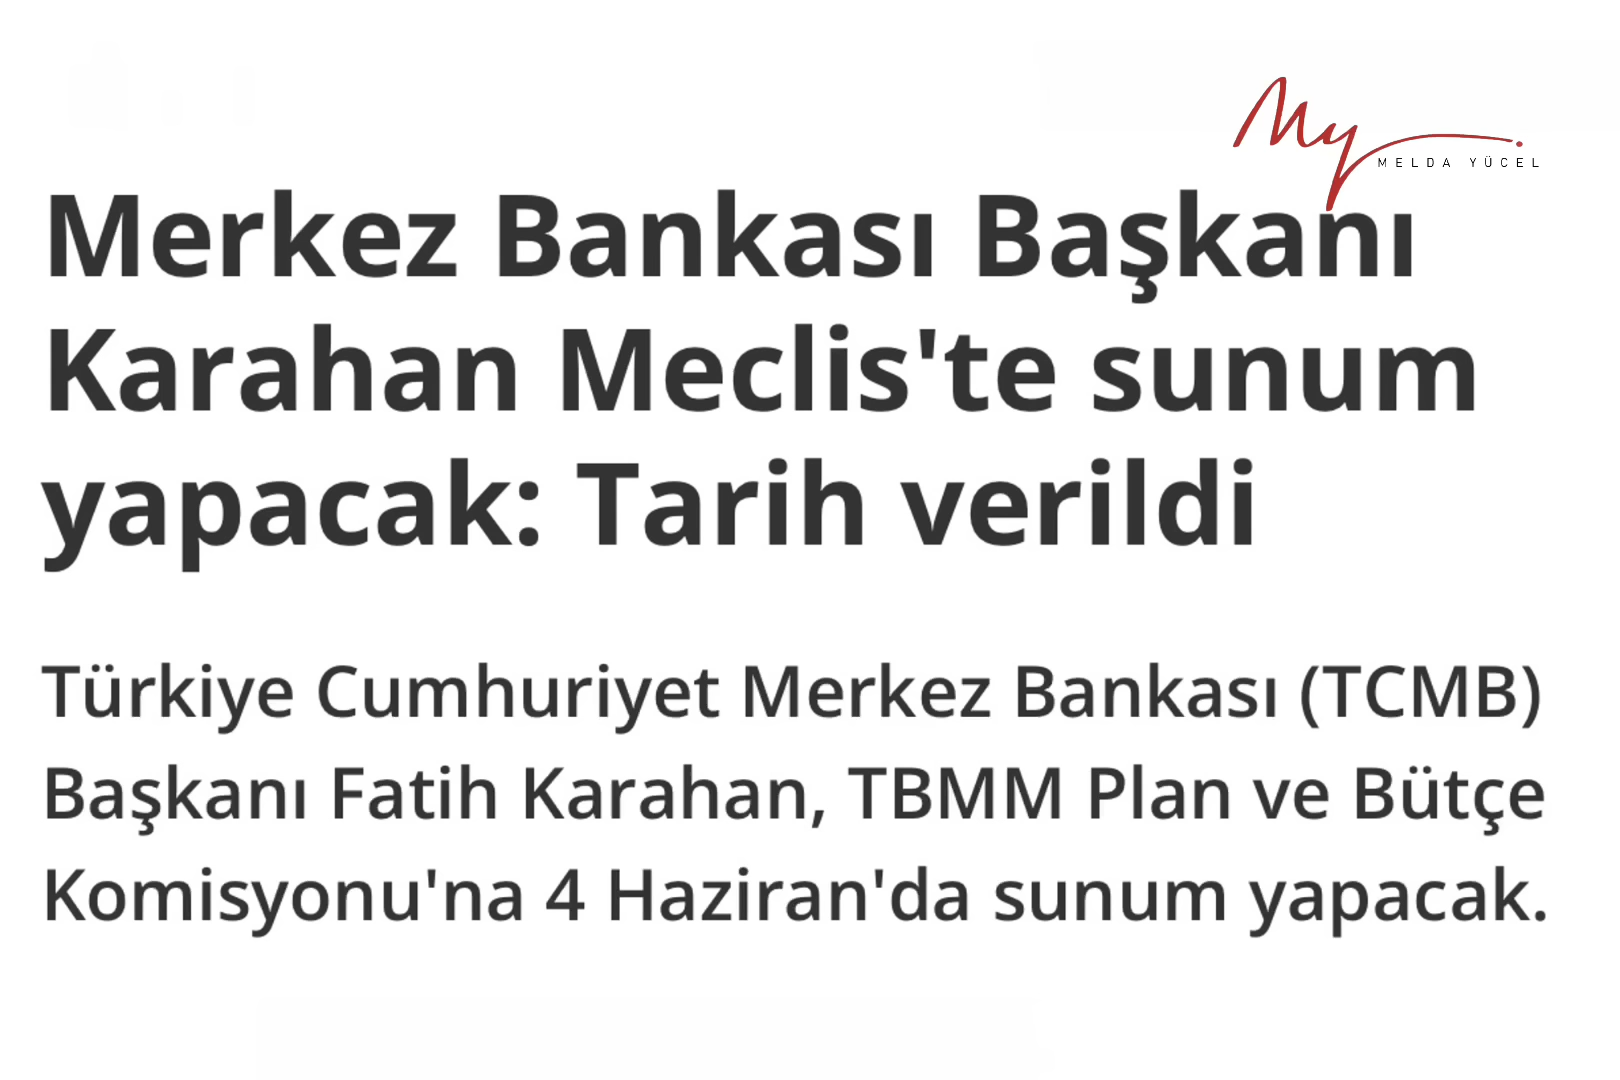 My
MELDA YÜCEL
Merkez Bankası Başkanı
Karahan Meclis'te sunum
yapacak: Tarih verildi
Türkiye Cumhuriyet Merkez Bankası (TCMB)
Başkanı Fatih Karahan, TBMM Plan ve Bütçe
Komisyonu'na 4 Haziran'da sunum yapacak.